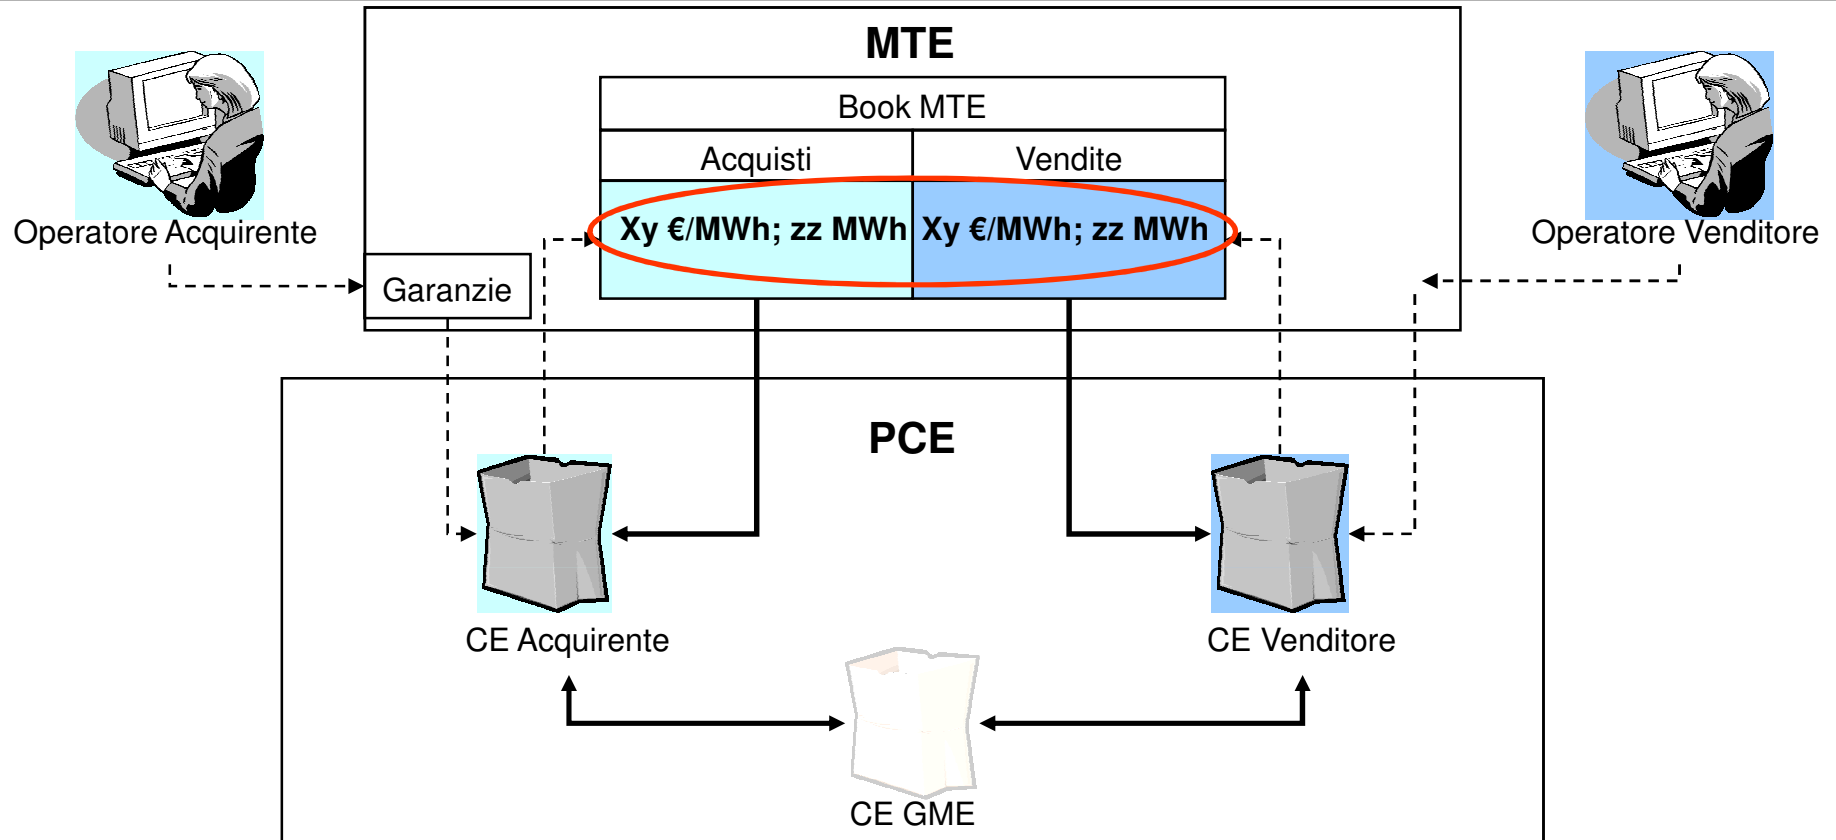 MTE
Book MTE
Acquisti Vendite
Xy €/MWh; zz MWh Xy €/MWh; zz MWh
Operatore Acquirente
Operatore Venditore
Garanzie
PCE
CE Acquirente
CE Venditore
CE GME